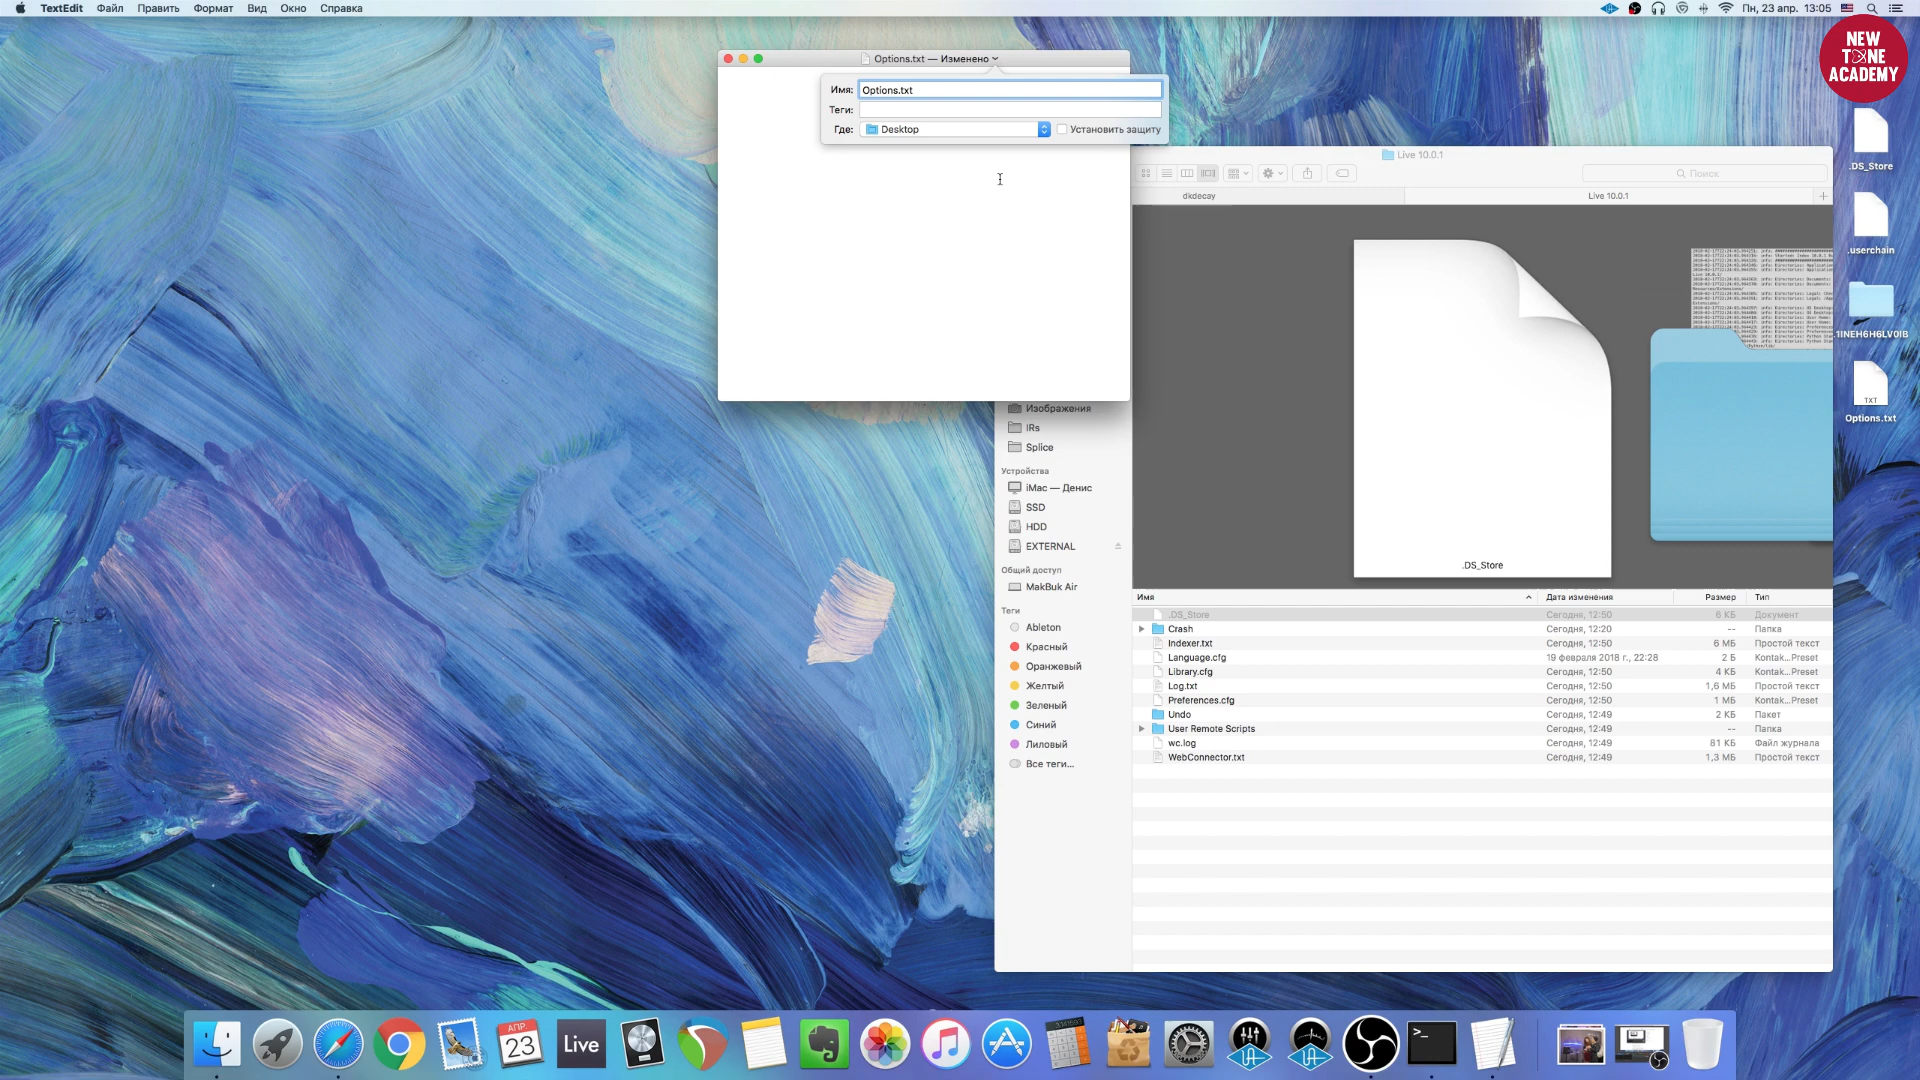 TextEdit Файл Править Формат Вид Окно Справка
Пн, 23 апр. 13:05
NEW
TONE
ACADEMY
Options.txt — Изменено
Имя: Options.txt
Теги:
Где: Desktop Установить защиту
Live 10.0.1
Поиск
dkdecay Live 10.0.1
.DS_Store
.userchain
TXT
Options.txt
.DS_Store
Изображения
IRs
Splice
Устройства
iMac — Денис
SSD
HDD
EXTERNAL
Общий доступ
MakBuk Air
Теги
Ableton
Красный
Оранжевый
Желтый
Зеленый
Синий
Лиловый
Все теги...
Имя Дата изменения Размер Тип
.DS_Store Сегодня, 12:50 6 КБ Документ
Crash Сегодня, 12:20 -- Папка
Indexer.txt Сегодня, 12:50 6 МБ Простой текст
Language.cfg 19 февраля 2018 г., 22:28 2 Б Kontak...Preset
Library.cfg Сегодня, 12:50 4 КБ Kontak...Preset
Log.txt Сегодня, 12:50 1,6 МБ Простой текст
Preferences.cfg Сегодня, 12:50 1 МБ Kontak...Preset
Undo Сегодня, 12:49 2 КБ Пакет
User Remote Scripts Сегодня, 12:49 -- Папка
wc.log Сегодня, 12:49 81 КБ Файл журнала
WebConnector.txt Сегодня, 12:49 1,3 МБ Простой текст
АПР.
23
Live